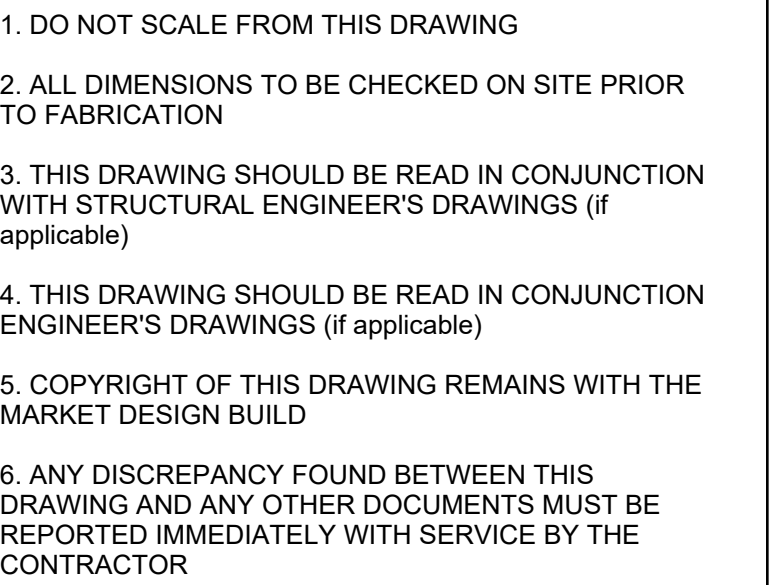 1. DO NOT SCALE FROM THIS DRAWING
2. ALL DIMENSIONS TO BE CHECKED ON SITE PRIOR
TO FABRICATION
3. THIS DRAWING SHOULD BE READ IN CONJUNCTION
WITH STRUCTURAL ENGINEER'S DRAWINGS (if
applicable)
4. THIS DRAWING SHOULD BE READ IN CONJUNCTION
ENGINEER'S DRAWINGS (if applicable)
5. COPYRIGHT OF THIS DRAWING REMAINS WITH THE
MARKET DESIGN BUILD
6. ANY DISCREPANCY FOUND BETWEEN THIS
DRAWING AND ANY OTHER DOCUMENTS MUST BE
REPORTED IMMEDIATELY WITH SERVICE BY THE
CONTRACTOR